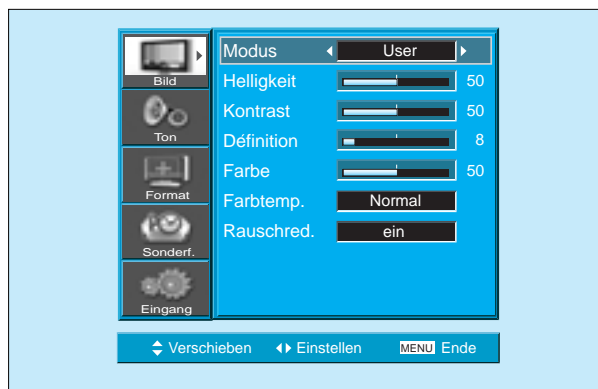 Bild
Ton
Format
Sonderf.
Eingang
Modus User
Helligkeit 50
Kontrast 50
Définition 8
Farbe 50
Farbtemp. Normal
Rauschred. ein
Verschieben Einstellen MENU Ende